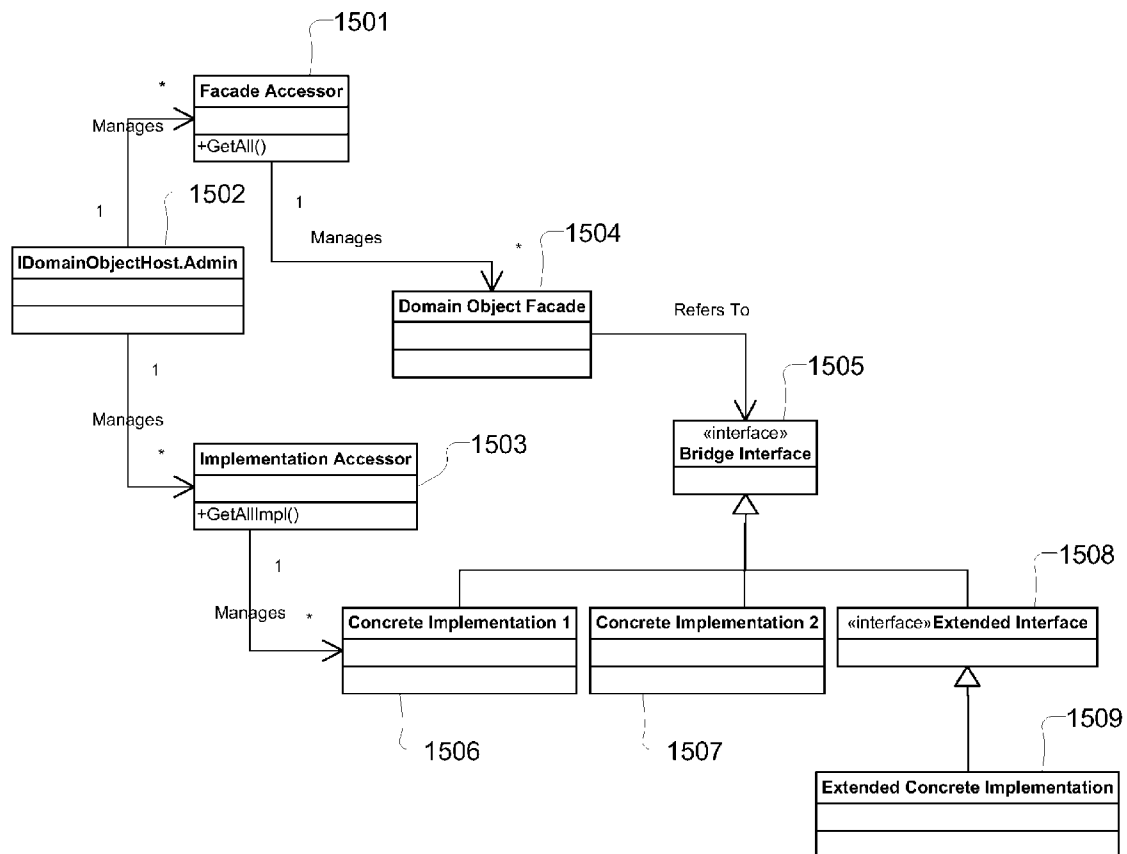 1501
*
Facade Accessor
Manages
+GetAll()
1502
1
1
Manages
*
1504
IDomainObjectHost.Admin
Domain Object Facade
Refers To
1
1505
Manages
*
1503
«interface»
Bridge Interface
Implementation Accessor
+GetAllImpl()
1
1508
Manages
*
Concrete Implementation 1
Concrete Implementation 2
«interface»Extended Interface
1506
1507
1509
Extended Concrete Implementation